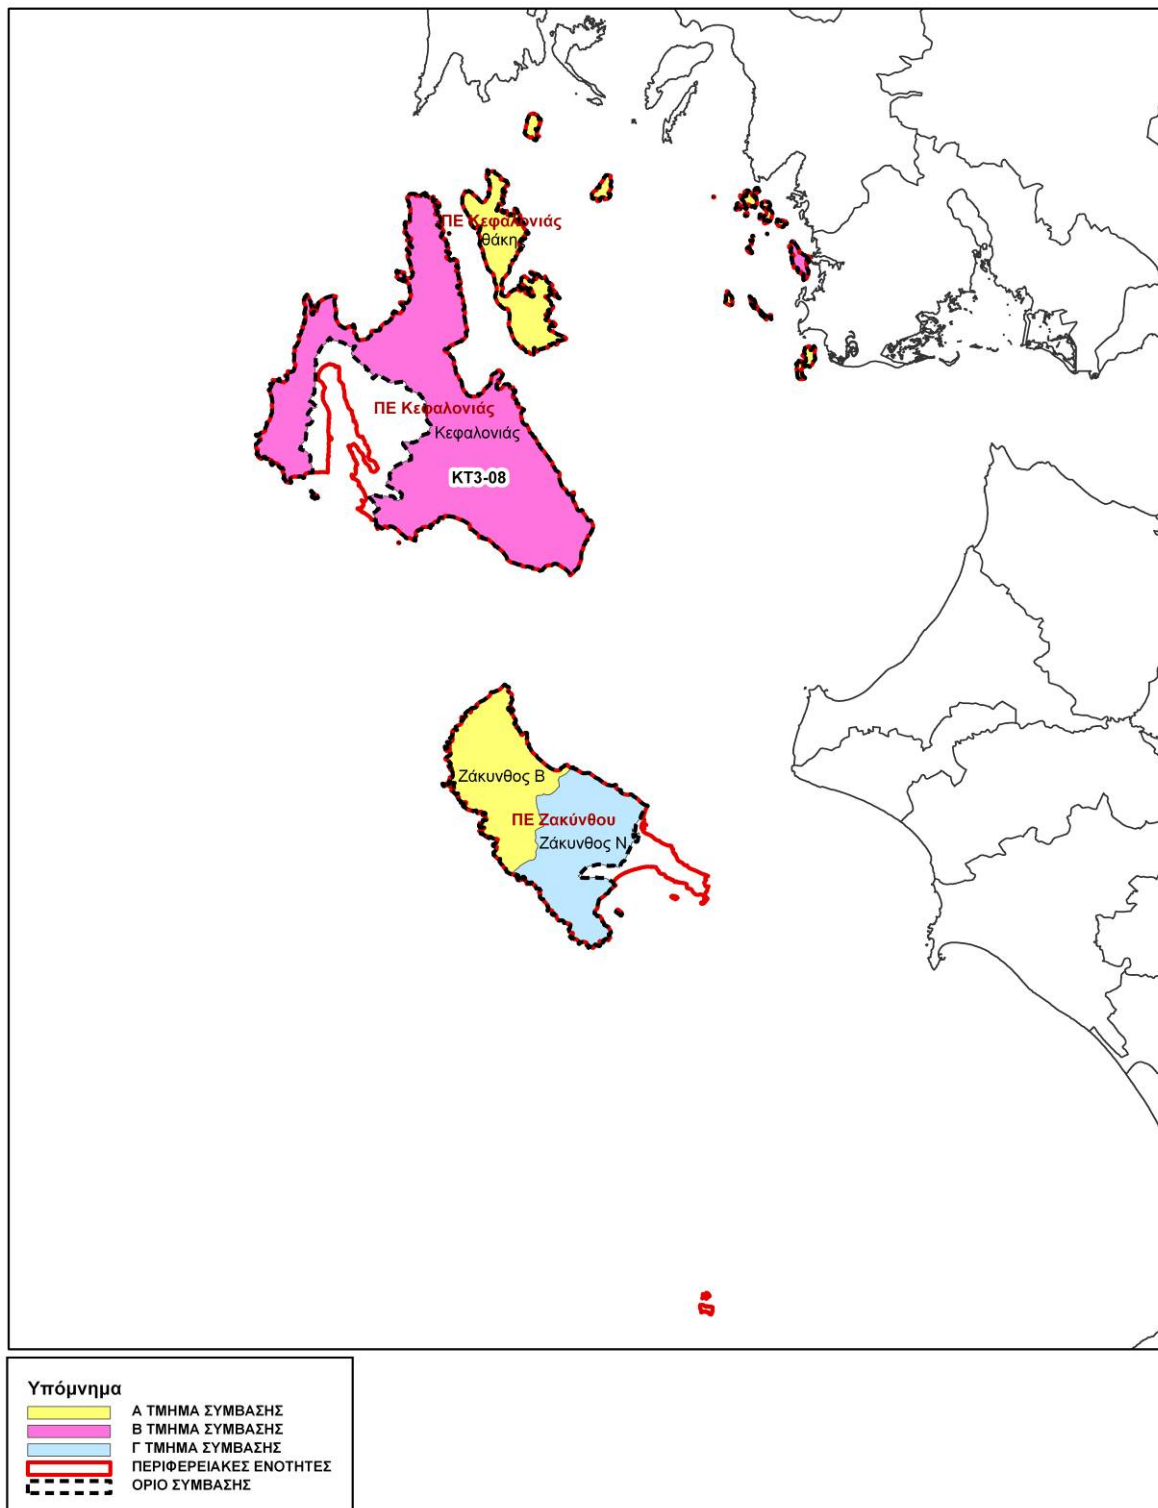 ΠΕ Κεφαλονιάς
θάκη
ΠΕ Κεφαλονιάς
Κεφαλονιάς
ΚΤ3-08
Ζάκυνθος Β
ΠΕ Ζακύνθου
Ζάκυνθος Ν
Υπόμνημα
Α ΤΜΗΜΑ ΣΥΜΒΑΣΗΣ
Β ΤΜΗΜΑ ΣΥΜΒΑΣΗΣ
Γ ΤΜΗΜΑ ΣΥΜΒΑΣΗΣ
ΠΕΡΙΦΕΡΕΙΑΚΕΣ ΕΝΟΤΗΤΕΣ
ΟΡΙΟ ΣΥΜΒΑΣΗΣ